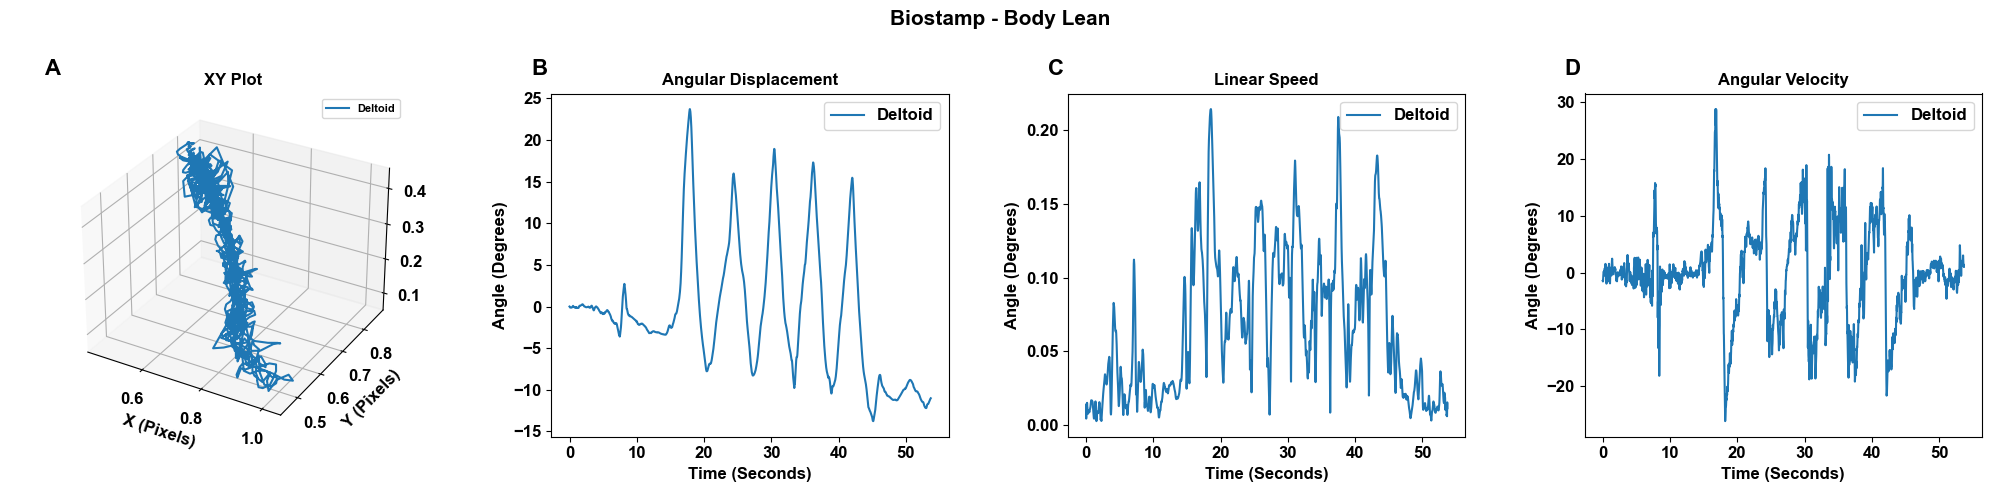 Biostamp - Body Lean
A
XY Plot
Deltoid
0.4
0.3
0.2
0.1
0.6
0.8
1.0
X (Pixels)
0.5
0.6
0.7
0.8
Y (Pixels)
B
Angular Displacement
Deltoid
25
20
15
10
5
0
−5
−10
−15
Angle (Degrees)
0 10 20 30 40 50
Time (Seconds)
C
Linear Speed
Deltoid
0.20
0.15
0.10
0.05
0.00
Angle (Degrees)
0 10 20 30 40 50
Time (Seconds)
D
Angular Velocity
Deltoid
30
20
10
0
−10
−20
Angle (Degrees)
0 10 20 30 40 50
Time (Seconds)